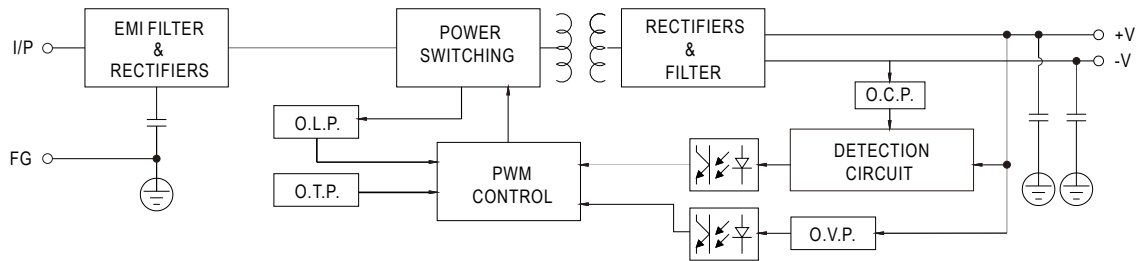 I/P
EMI FILTER
&
RECTIFIERS
POWER
SWITCHING
RECTIFIERS
&
FILTER
+V
-V
O.C.P.
O.L.P.
FG
O.T.P.
PWM
CONTROL
DETECTION
CIRCUIT
O.V.P.